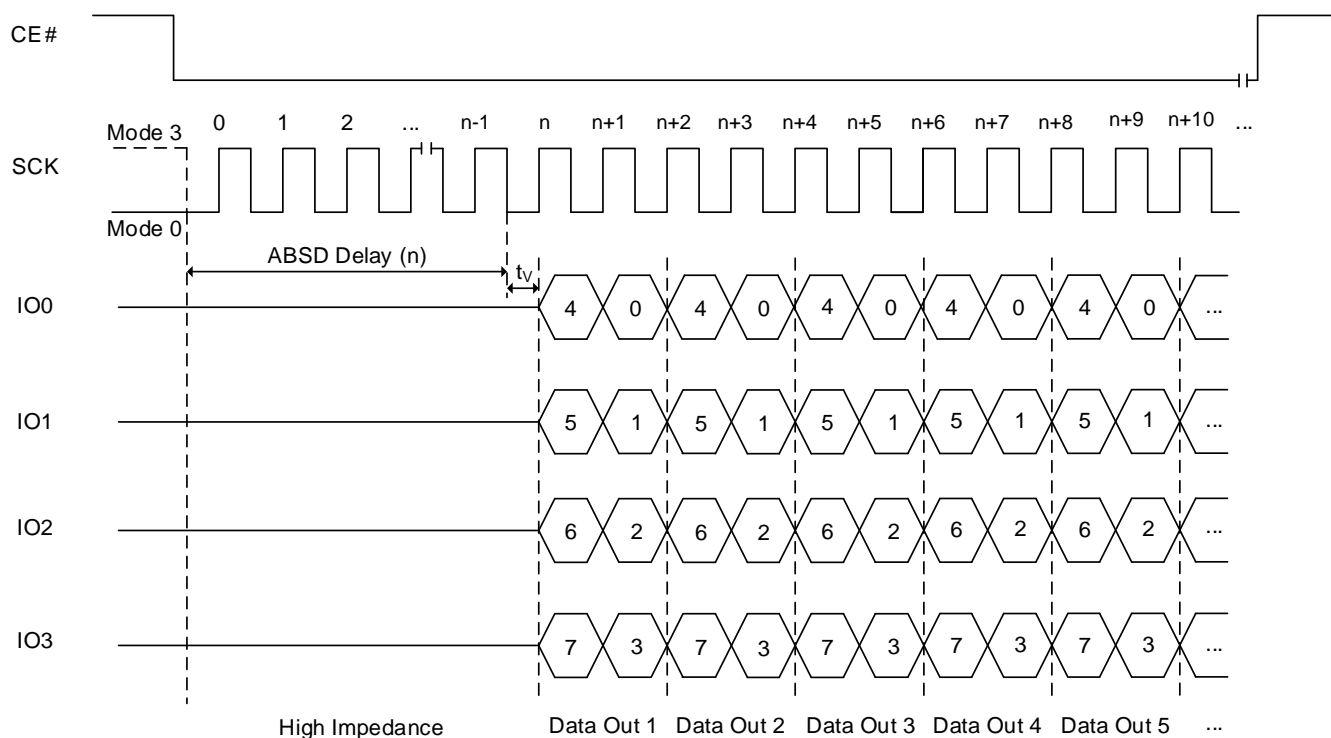 CE#
Mode 3
0 1 2 ... n-1 n n+1 n+2 n+3 n+4 n+5 n+6 n+7 n+8 n+9 n+10 ...
SCK
Mode 0
ABSD Delay (n)
tV
IO0 4 0 4 0 4 0 4 0 4 0 ...
IO1 5 1 5 1 5 1 5 1 5 1 ...
IO2 6 2 6 2 6 2 6 2 6 2 ...
IO3 7 3 7 3 7 3 7 3 7 3 ...
High Impedance Data Out 1 Data Out 2 Data Out 3 Data Out 4 Data Out 5 ...